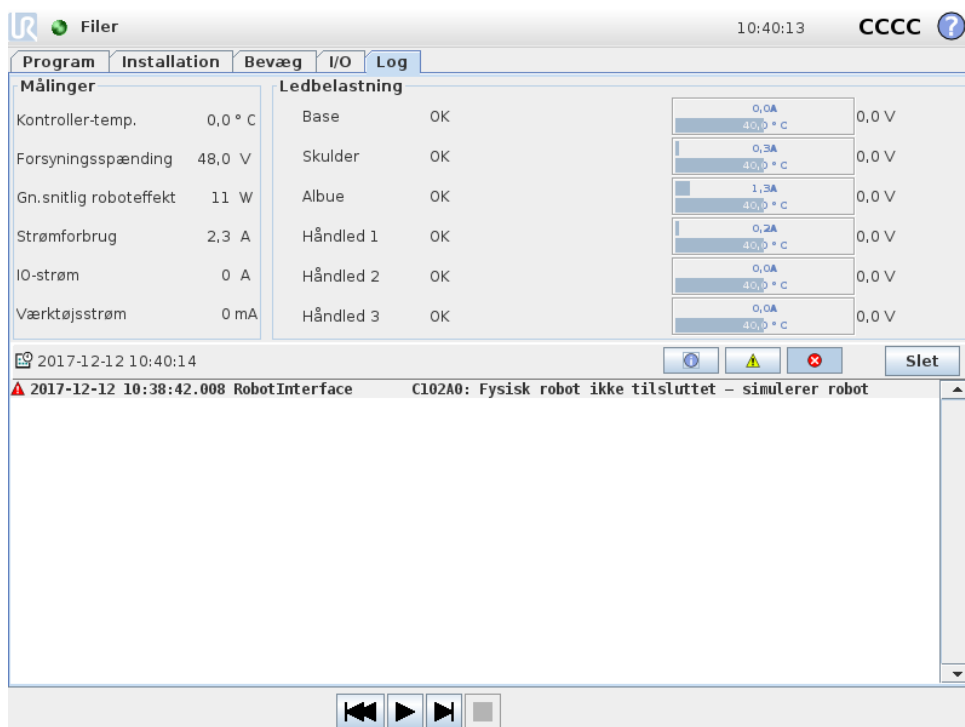 UR Filer 10:40:13 CCCC ?
Program Installation Bevæg I/O Log
Målinger
Kontroller-temp. 0,0 ° C
Forsyningsspænding 48,0 V
Gn.snitlig roboteffekt 11 W
Strømforbrug 2,3 A
IO-strøm 0 A
Værktøjsstrøm 0 mA
Ledbelastning
Base OK 0,0A 40,0 ° C 0,0 V
Skulder OK 0,3A 40,0 ° C 0,0 V
Albue OK 1,3A 40,0 ° C 0,0 V
Håndled 1 OK 0,2A 40,0 ° C 0,0 V
Håndled 2 OK 0,0A 40,0 ° C 0,0 V
Håndled 3 OK 0,0A 40,0 ° C 0,0 V
2017-12-12 10:40:14 Slet
2017-12-12 10:38:42.008 RobotInterface C102A0: Fysisk robot ikke tilsluttet – simulerer robot